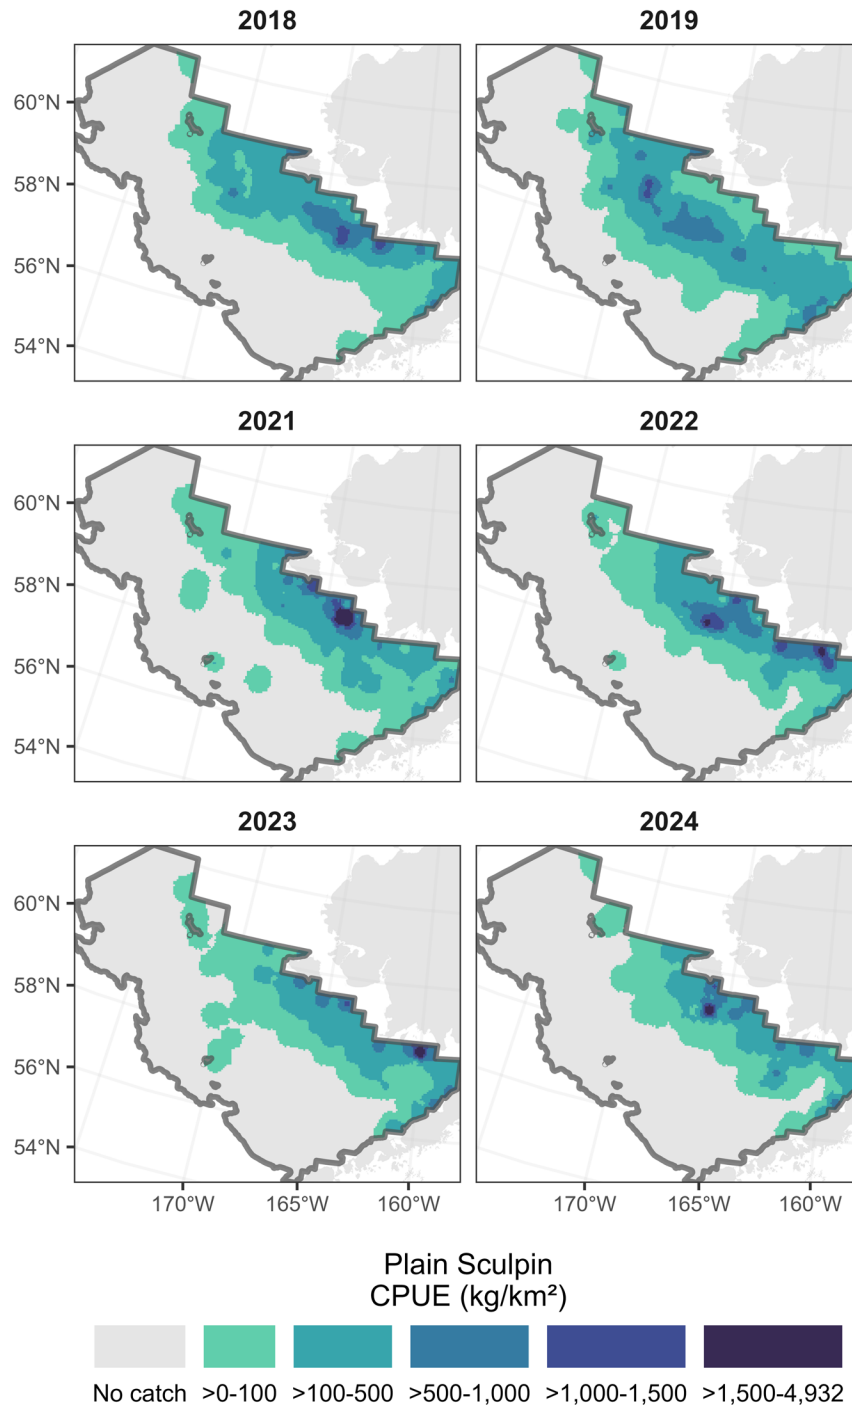 2018 2019
60°N
58°N
56°N
54°N
2021 2022
60°N
58°N
56°N
54°N
2023 2024
60°N
58°N
56°N
54°N
170°W 165°W 160°W 170°W 165°W 160°W
Plain Sculpin
CPUE (kg/km²)
No catch >0-100 >100-500 >500-1,000 >1,000-1,500 >1,500-4,932